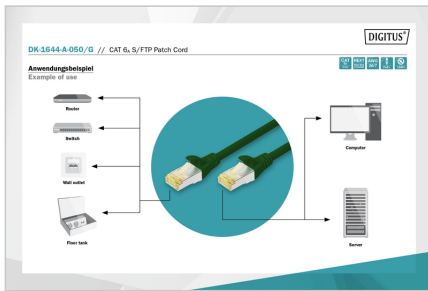 DIGITUS®
DK-1644-A-050/G // CAT 6A S/FTP Patch Cord
Anwendungsbeispiel
Example of use
Router
Switch
Wall outlet
Floor tank
Computer
Server